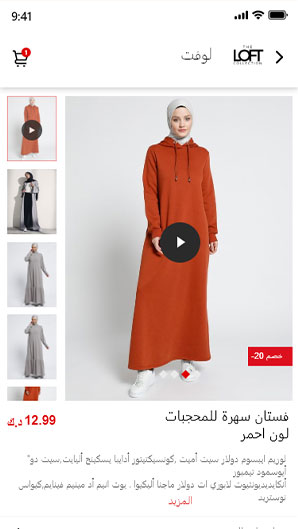 9:41
1
لوفت
THE
LOFT
COLLECTION
خصم 20-
فستان سهرة للمحجبات
لون احمر
12.99 د.ك
لوريم ايبسوم دولار سيت أميت ,كونسيكتيتور أدايبا يسكينج أليايت,سيت دو"
أيوسمود تيمبور
أنكايديديونتيوت لابوري ات دولار ماجنا أليكيوا . يوت انيم أد مينيم فينايم,كيواس
نوستريد
المزيد